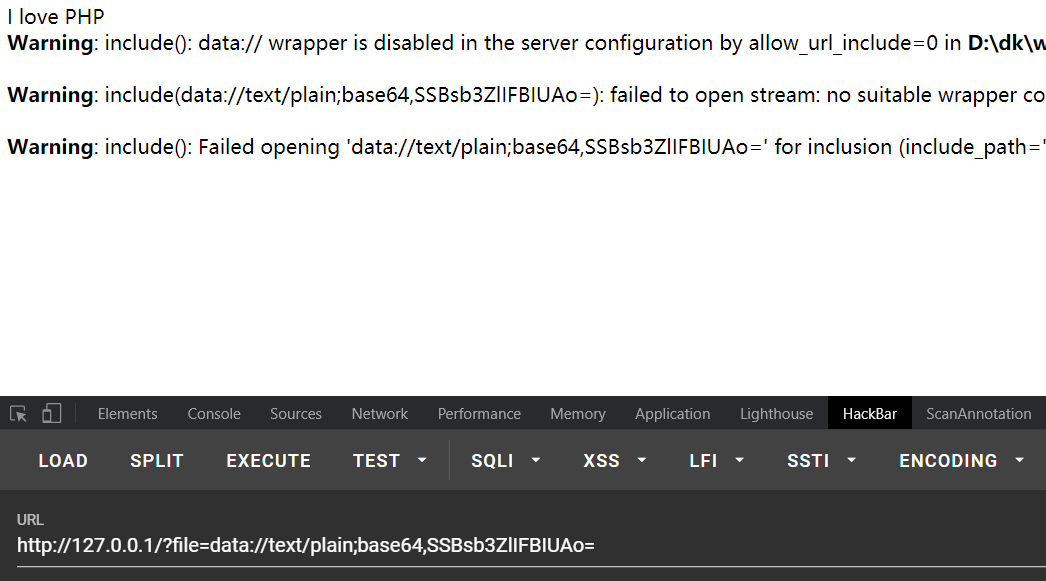 I love PHP
Warning: include(): data:// wrapper is disabled in the server configuration by allow_url_include=0 in D:\dk\w
Warning: include(data://text/plain;base64,SSBsb3ZlIFBIUAo=): failed to open stream: no suitable wrapper co
Warning: include(): Failed opening 'data://text/plain;base64,SSBsb3ZlIFBIUAo=' for inclusion (include_path='
Elements Console Sources Network Performance Memory Application Lighthouse HackBar ScanAnnotation
LOAD SPLIT EXECUTE TEST SQLI XSS LFI SSTI ENCODING
URL
http://127.0.0.1/?file=data://text/plain;base64,SSBsb3ZlIFBIUAo=